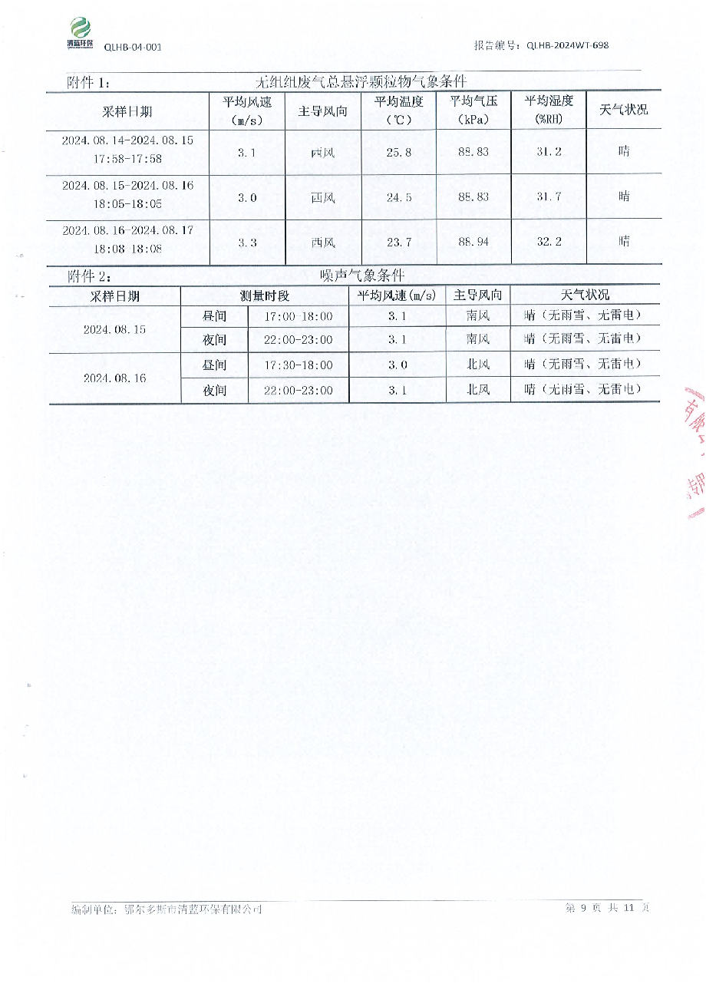 清蓝环保
QLHB-04-001 报告编号：QLHB-2024WT-698
附件 1： 无组组废气总悬浮颗粒物气象条件
采样日期 平均风速（m/s） 主导风向 平均温度（℃） 平均气压（kPa） 平均湿度(%RH) 天气状况
2024.08.14-2024.08.15 17:58-17:58 3.1 西风 25.8 88.83 31.2 晴
2024.08.15-2024.08.16 18:05-18:05 3.0 西风 24.5 88.83 31.7 晴
2024.08.16-2024.08.17 18:08-18:08 3.3 西风 23.7 88.94 32.2 晴
附件 2： 噪声气象条件
采样日期 测量时段 平均风速(m/s) 主导风向 天气状况
2024.08.15 昼间 17:00-18:00 3.1 南风 晴（无雨雪、无雷电）
夜间 22:00-23:00 3.1 南风 晴（无雨雪、无雷电）
2024.08.16 昼间 17:30-18:00 3.0 北风 晴（无雨雪、无雷电）
夜间 22:00-23:00 3.1 北风 晴（无雨雪、无雷电）
有限
专用
编制单位：鄂尔多斯市清蓝环保有限公司 第 9 页 共 11 页